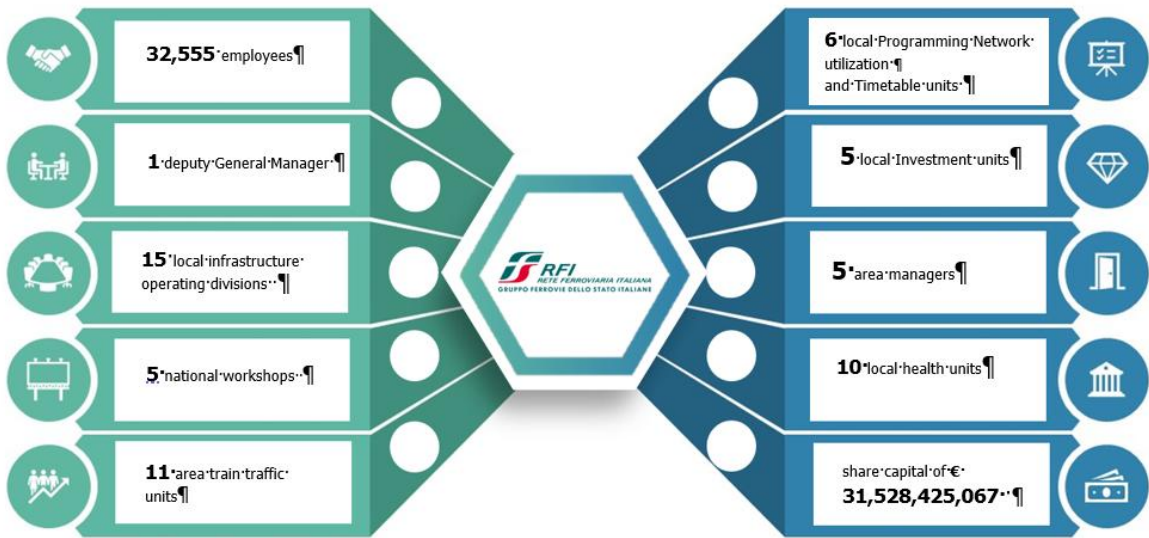 32,555 employees¶
1 deputy General Manager ¶
15 local infrastructure
operating divisions ¶
5 national workshops ¶
11 area train traffic
units¶
RFI
RETE FERROVIARIA ITALIANA
GRUPPO FERROVIE DELLO STATO ITALIANE
6 local Programming Network
utilization ¶
and Timetable units ¶
5 local Investment units¶
5 area managers¶
10 local health units¶
share capital of €
31,528,425,067 ¶